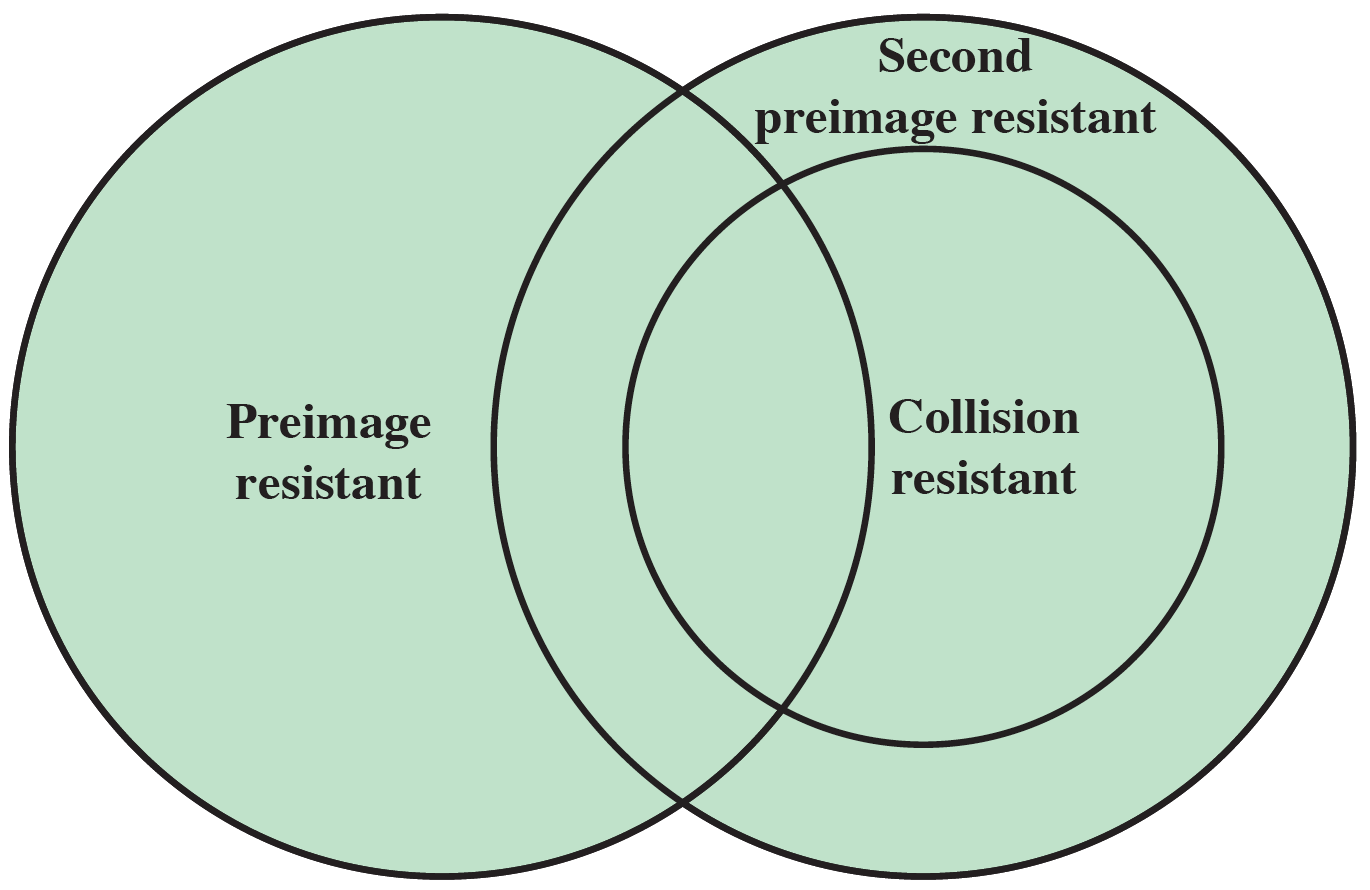 Second
preimage resistant
Preimage
resistant
Collision
resistant